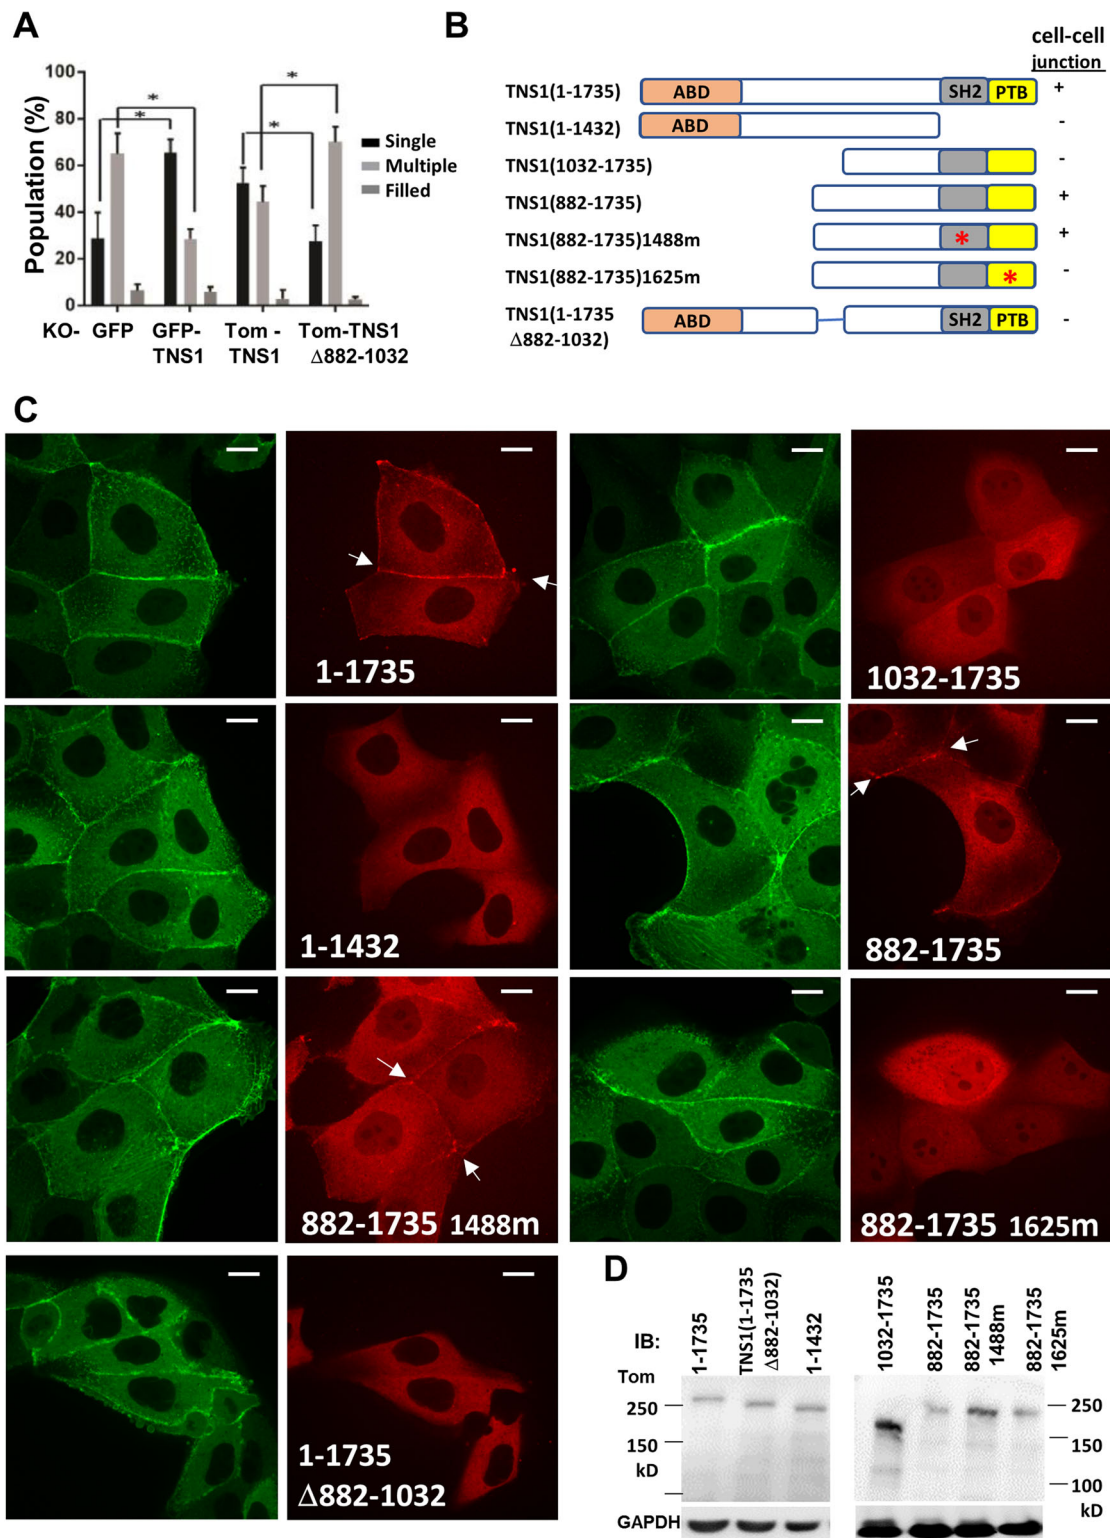 A
Population (%)
100
80
60
40
20
0
*
*
*
*
Single
Multiple
Filled
KO- GFP GFP- Tom - Tom-TNS1
TNS1 TNS1 Δ882-1032
B
cell-cell
junction
TNS1(1-1735) ABD SH2 PTB +
TNS1(1-1432) ABD -
TNS1(1032-1735) -
TNS1(882-1735) +
TNS1(882-1735)1488m * +
TNS1(882-1735)1625m * -
TNS1(1-1735 ABD SH2 PTB -
Δ882-1032)
C
1-1735
1032-1735
1-1432
882-1735
882-1735 1488m
882-1735 1625m
1-1735
Δ882-1032
D
IB:
1-1735
TNS1(1-1735
Δ882-1032)
1-1432
1032-1735
882-1735
882-1735
1488m
882-1735
1625m
Tom
250
150
kD
250
150
100
kD
GAPDH